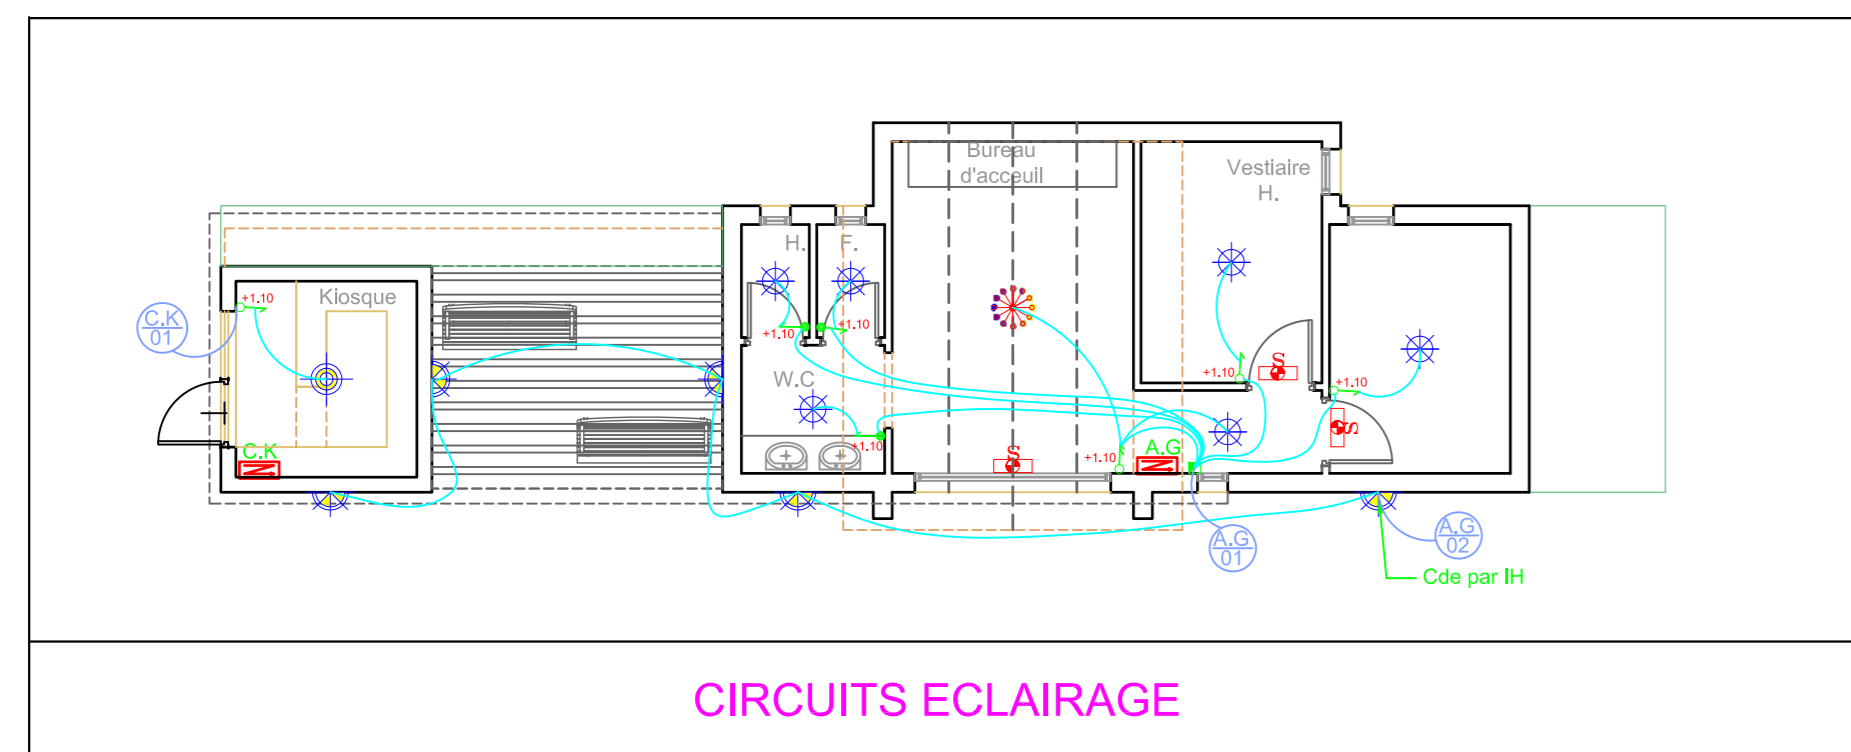 Bureau
d'acceuil
Vestiaire
H.
H.
F.
Kiosque
+1.10
C.K
01
+1.10
+1.10
W.C
+1.10
S
+1.10
S
+1.10
C.K
+1.10
S
A.G
A.G
01
A.G
02
Cde par IH
CIRCUITS ECLAIRAGE